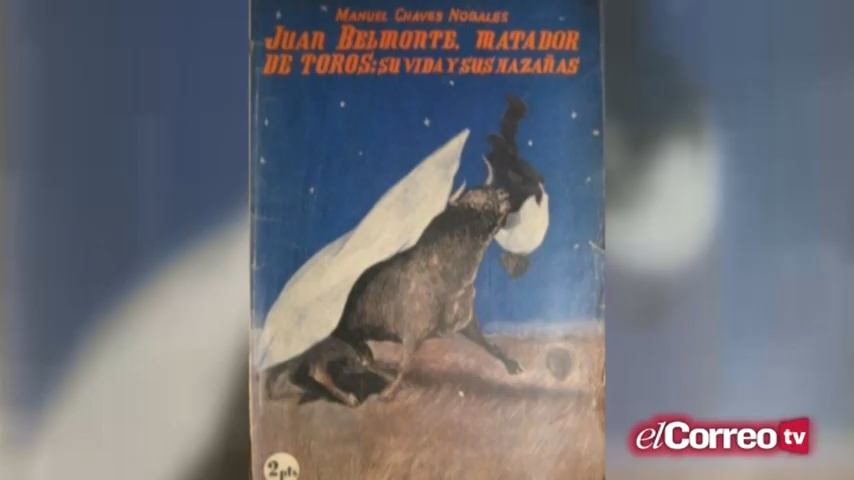 MANUEL CHAVES NOGALES
JUAN BELMONTE, MATADOR
DE TOROS: SU VIDA Y SUS HAZAÑAS
2 pts.
elCorreo tv